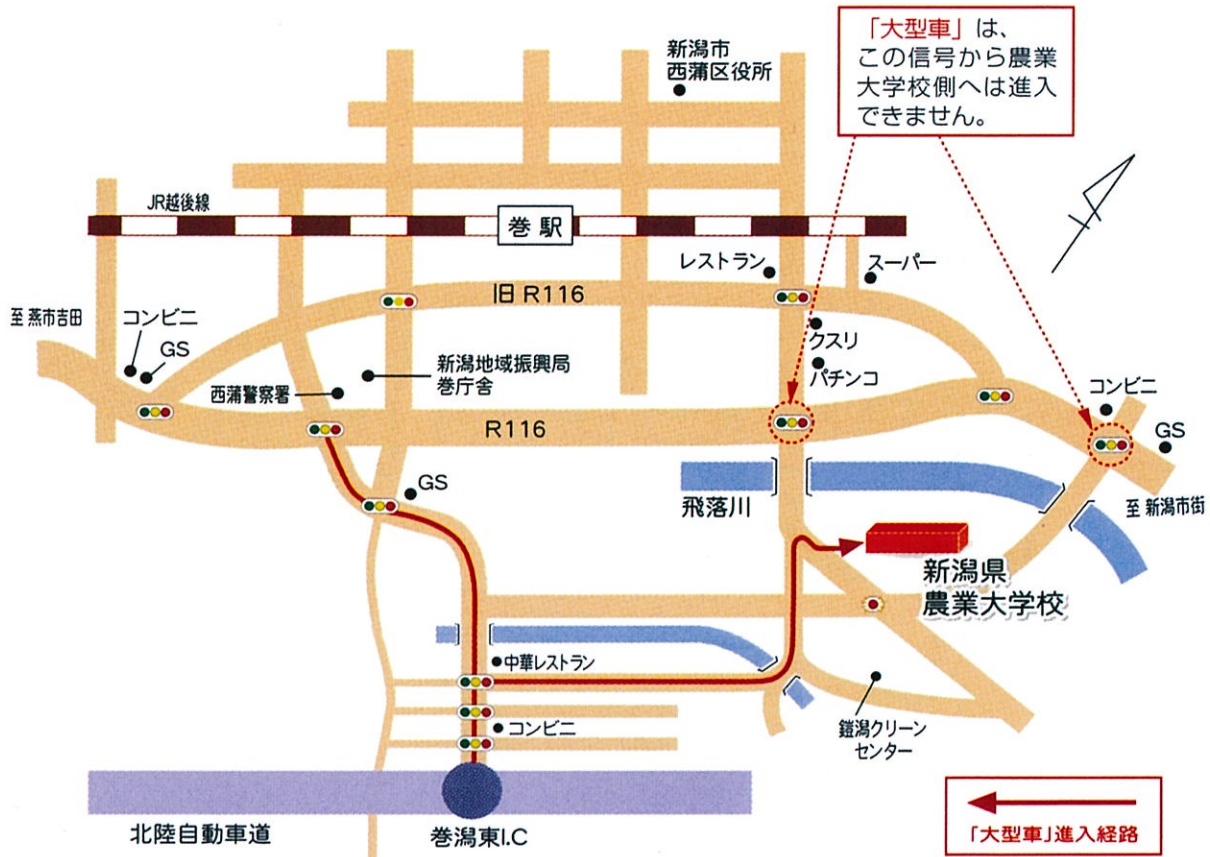 「大型車」は、
この信号から農業
大学校側へは進入
できません。
新潟市
西蒲区役所
JR越後線
巻駅
レストラン
スーパー
旧 R116
至 燕市吉田
コンビニ
GS
クスリ
パチンコ
新潟地域振興局
巻庁舎
西蒲警察署
コンビニ
GS
R116
GS
飛落川
至 新潟市街
新潟県
農業大学校
中華レストラン
コンビニ
鎧潟クリーン
センター
北陸自動車道
巻潟東I.C
「大型車」進入経路